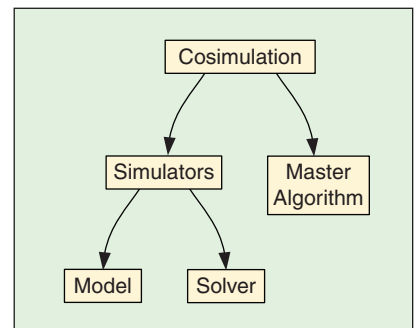 Cosimulation
Simulators
Master
Algorithm
Model
Solver